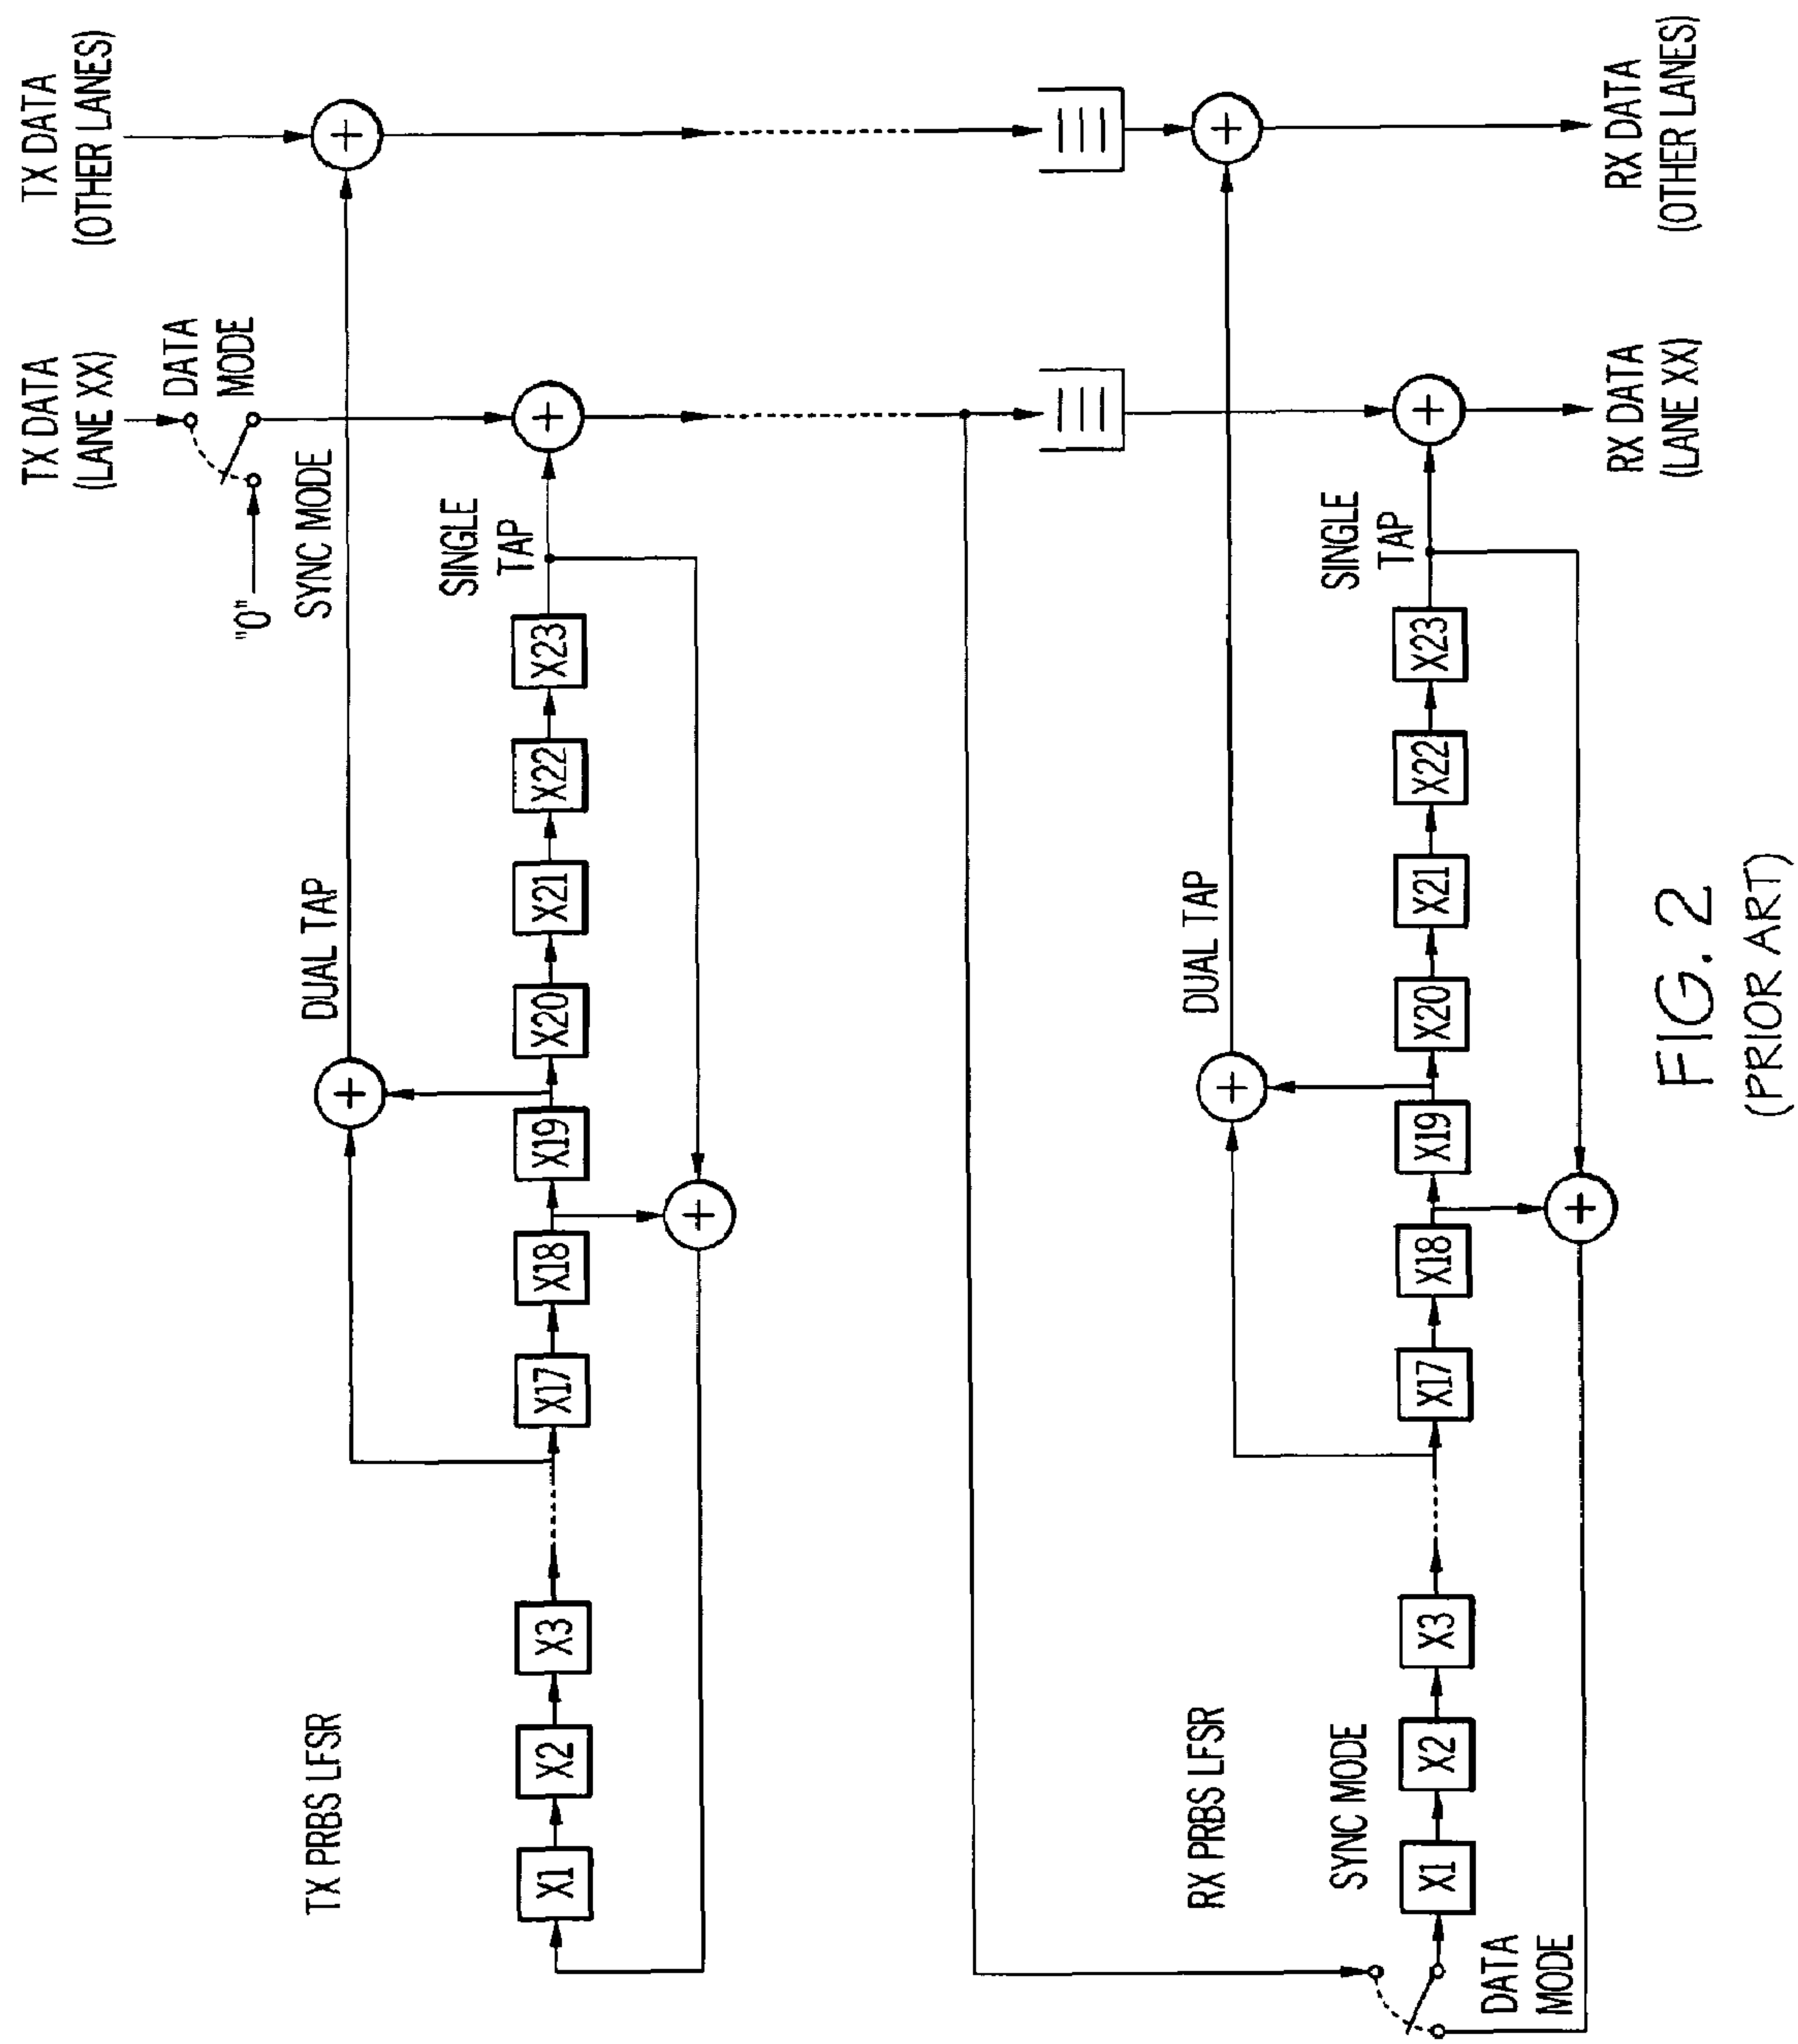 TX DATA
(LANE XX)
TX DATA
(OTHER LANES)
DATA
MODE
"0"
SYNC MODE
TX PRBS LFSR
DUAL TAP
SINGLE
TAP
X1
X2
X3
X17
X18
X19
X20
X21
X22
X23
RX PRBS LFSR
DUAL TAP
SINGLE
TAP
SYNC MODE
X1
X2
X3
X17
X18
X19
X20
X21
X22
X23
DATA
MODE
RX DATA
(LANE XX)
RX DATA
(OTHER LANES)
FIG. 2
(PRIOR ART)